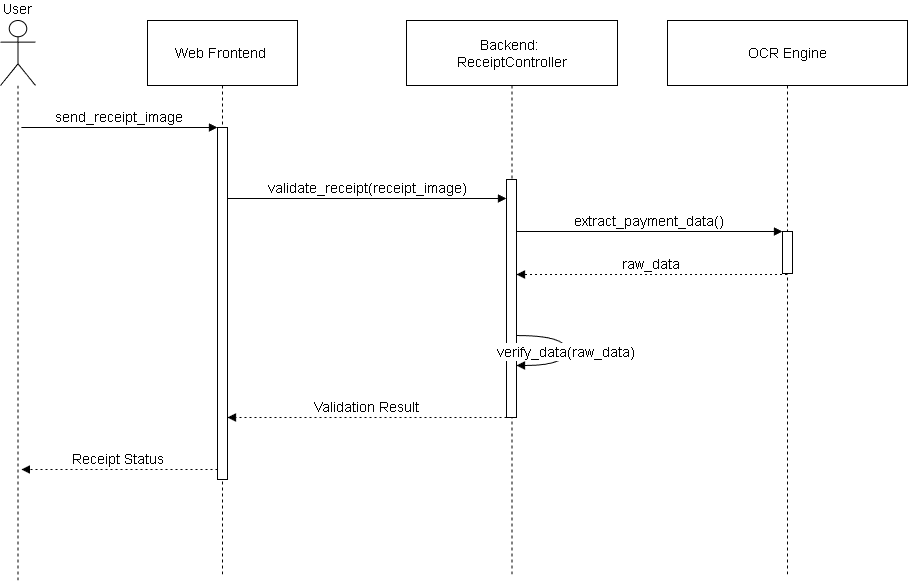 User
Web Frontend
Backend:
ReceiptController
OCR Engine
send_receipt_image
validate_receipt(receipt_image)
extract_payment_data()
raw_data
verify_data(raw_data)
Validation Result
Receipt Status